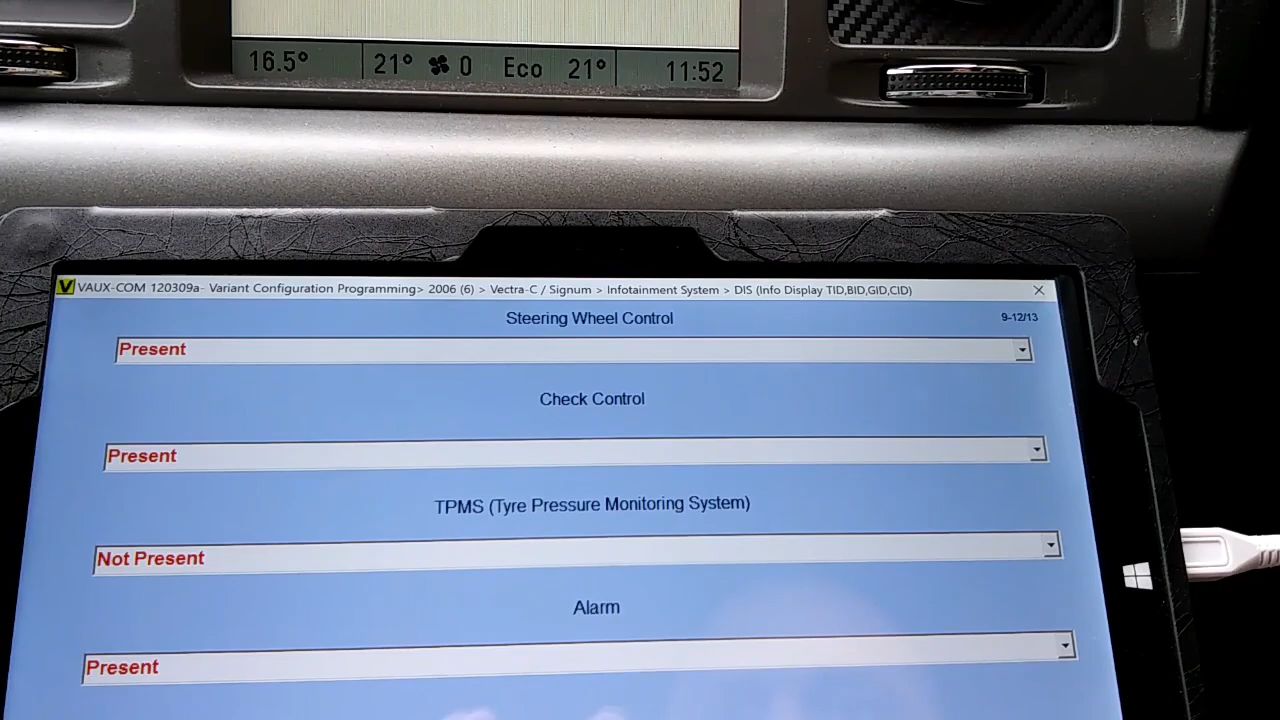 16.5° 21° 0 Eco 21° 11:52
V VAUX-COM 120309a- Variant Configuration Programming> 2006 (6) > Vectra-C / Signum > Infotainment System > DIS (Info Display TID,BID,GID,CID)
Steering Wheel Control 9-12/13
Present
Check Control
Present
TPMS (Tyre Pressure Monitoring System)
Not Present
Alarm
Present